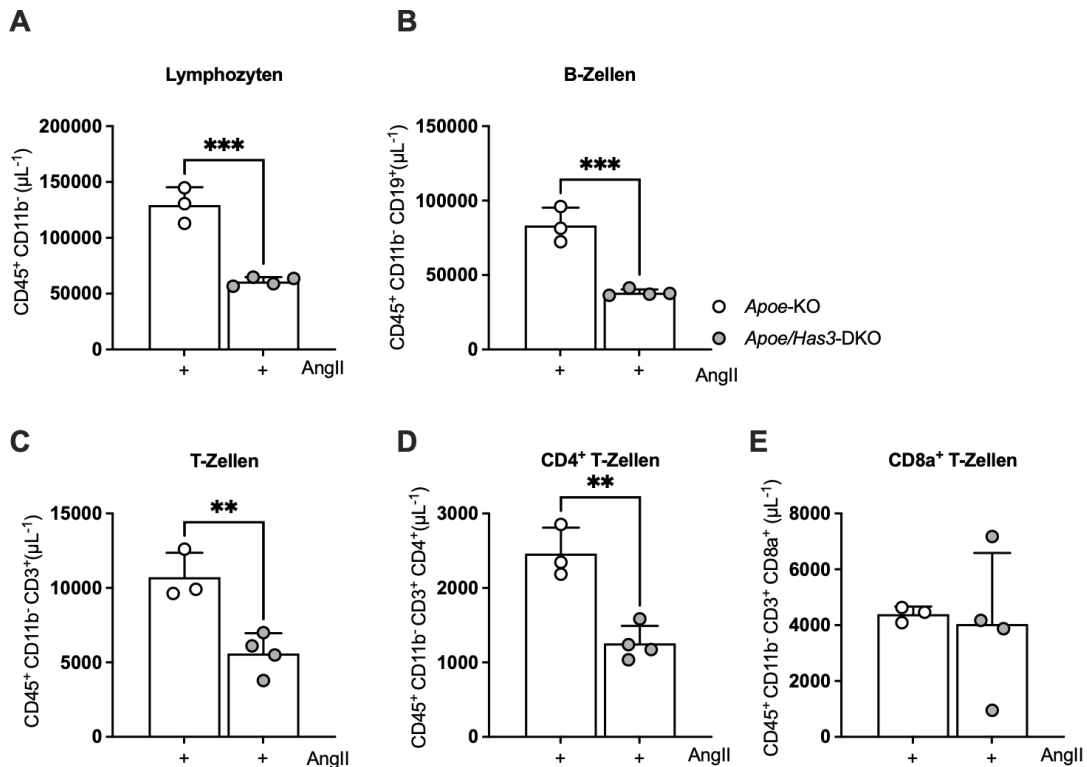 A
Lymphozyten
CD45⁺ CD11b⁻ (µL⁻¹)
200000
150000
100000
50000
0
***
+ + AngII
B
B-Zellen
CD45⁺ CD11b⁻ CD19⁺(µL⁻¹)
150000
100000
50000
0
***
+ + AngII
Apoe-KO
Apoe/Has3-DKO
C
T-Zellen
CD45⁺ CD11b⁻ CD3⁺(µL⁻¹)
15000
10000
5000
0
**
+ + AngII
D
CD4⁺ T-Zellen
CD45⁺ CD11b⁻ CD3⁺ CD4⁺(µL⁻¹)
4000
3000
2000
1000
0
**
+ + AngII
E
CD8a⁺ T-Zellen
CD45⁺ CD11b⁻ CD3⁺ CD8a⁺ (µL⁻¹)
8000
6000
4000
2000
0
+ + AngII